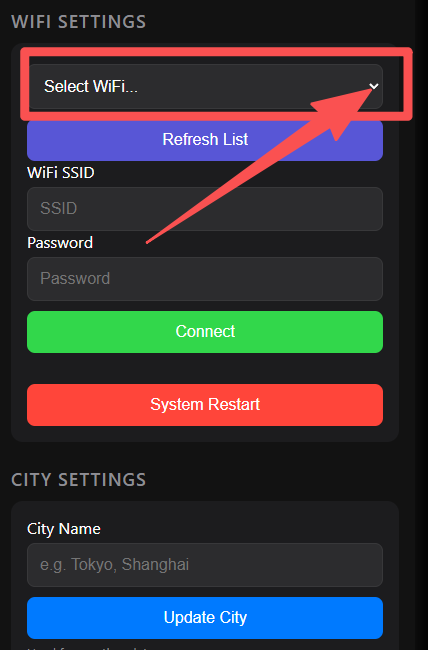 WIFI SETTINGS
Select WiFi...
Refresh List
WiFi SSID
SSID
Password
Password
Connect
System Restart
CITY SETTINGS
City Name
e.g. Tokyo, Shanghai
Update City